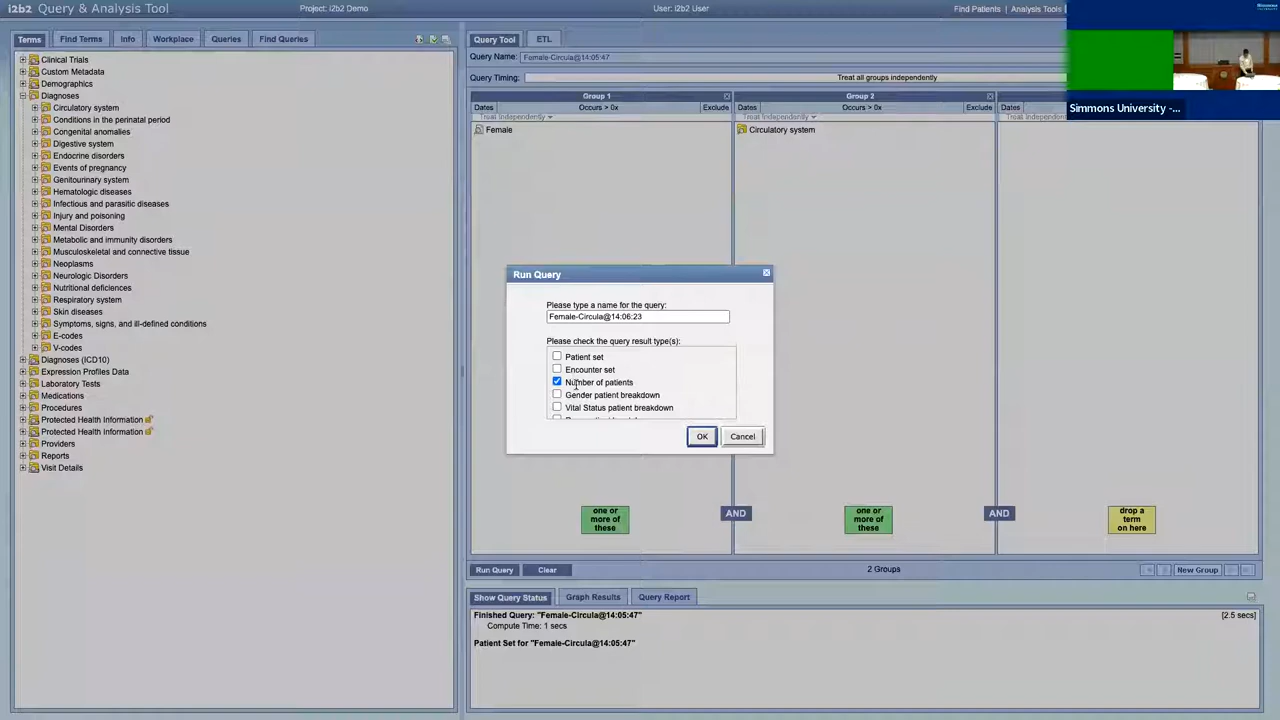 i2b2 Query & Analysis Tool
Project: i2b2 Demo
User: i2b2 User
Find Patients | Analysis Tools |
Terms
Find Terms
Info
Workplace
Queries
Find Queries
Clinical Trials
Custom Metadata
Demographics
Diagnoses
Circulatory system
Conditions in the perinatal period
Congenital anomalies
Digestive system
Endocrine disorders
Events of pregnancy
Genitourinary system
Hematologic diseases
Infectious and parasitic diseases
Injury and poisoning
Mental Disorders
Metabolic and immunity disorders
Musculoskeletal and connective tissue
Neoplasms
Neurologic Disorders
Nutritional deficiences
Respiratory system
Skin diseases
Symptoms, signs, and ill-defined conditions
E-codes
V-codes
Diagnoses (ICD10)
Expression Profiles Data
Laboratory Tests
Medications
Procedures
Protected Health Information
Protected Health Information
Providers
Reports
Visit Details
Query Tool
ETL
Query Name:
Female-Circula@14:05:47
Query Timing:
Treat all groups independently
Group 1
Dates
Occurs > 0x
Exclude
Treat Independently
Female
Group 2
Dates
Occurs > 0x
Exclude
Treat Independently
Circulatory system
Dates
Treat Independen
Simmons University -...
Run Query
Please type a name for the query:
Female-Circula@14:06:23
Please check the query result type(s):
Patient set
Encounter set
Number of patients
Gender patient breakdown
Vital Status patient breakdown
OK
Cancel
one or
more of
these
AND
one or
more of
these
AND
drop a
term
on here
Run Query
Clear
2 Groups
New Group
Show Query Status
Graph Results
Query Report
Finished Query: "Female-Circula@14:05:47"
[2.5 secs]
Compute Time: 1 secs
Patient Set for "Female-Circula@14:05:47"